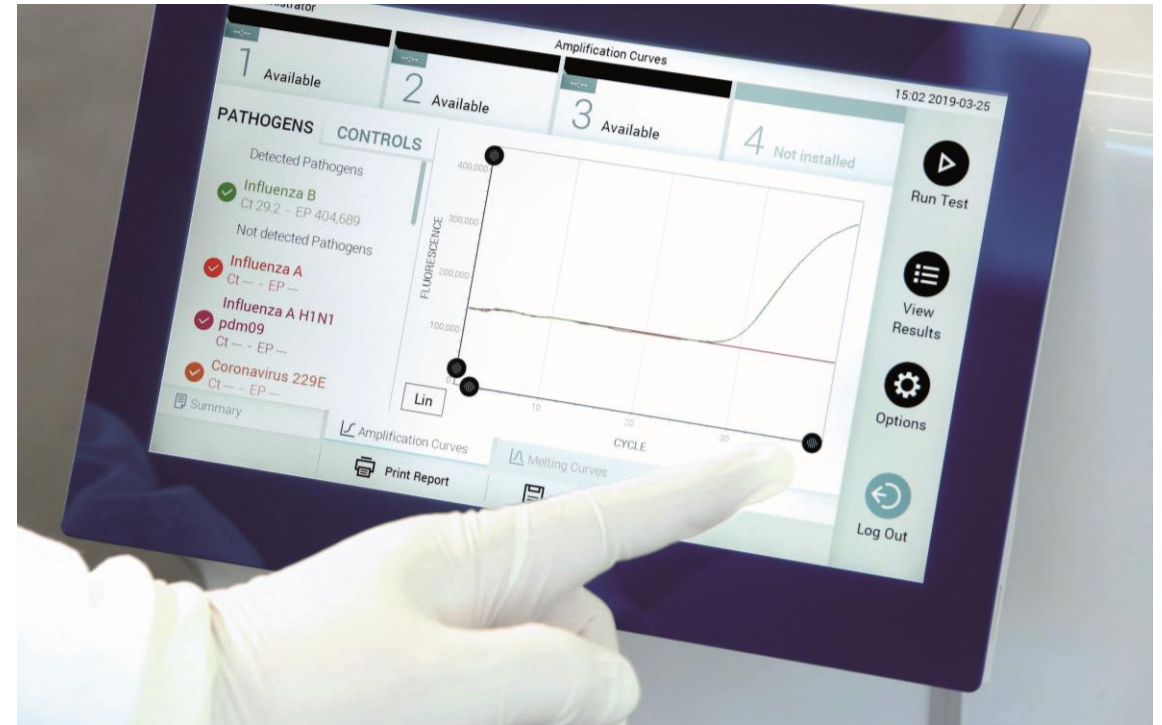 Amplification Curves
15:02 2019-03-25
1 Available
2 Available
3 Available
4 Not installed
PATHOGENS
CONTROLS
Detected Pathogens
Influenza B
Ct 29.2 - EP 404,689
Not detected Pathogens
Influenza A
Ct --- - EP ---
Influenza A H1N1
pdm09
Ct --- - EP ---
Coronavirus 229E
Ct --- - EP ---
Summary
400,000
300,000
200,000
100,000
0
FLUORESCENCE
Lin
10
20
30
CYCLE
Amplification Curves
Melting Curves
Print Report
Run Test
View
Results
Options
Log Out